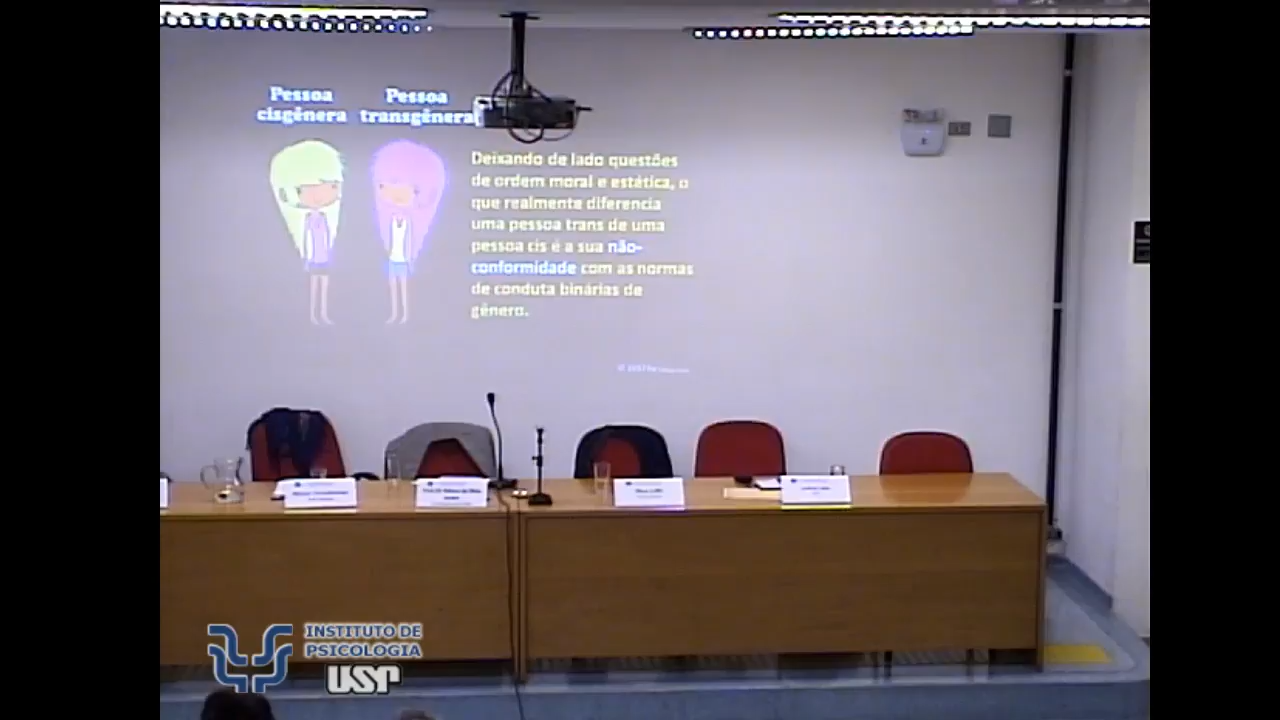 Pessoa
cisgênera
Pessoa
transgênera
Deixando de lado questões
de ordem moral e estética, o
que realmente diferencia
uma pessoa trans de uma
pessoa cis é a sua não-
conformidade com as normas
de conduta binárias de
gênero.
INSTITUTO DE
PSICOLOGIA
USP